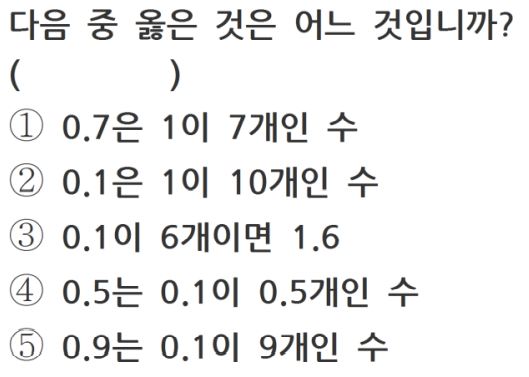 다음 중 옳은 것은 어느 것입니까?
(          )
① 0.7은 1이 7개인 수
② 0.1은 1이 10개인 수
③ 0.1이 6개이면 1.6
④ 0.5는 0.1이 0.5개인 수
⑤ 0.9는 0.1이 9개인 수